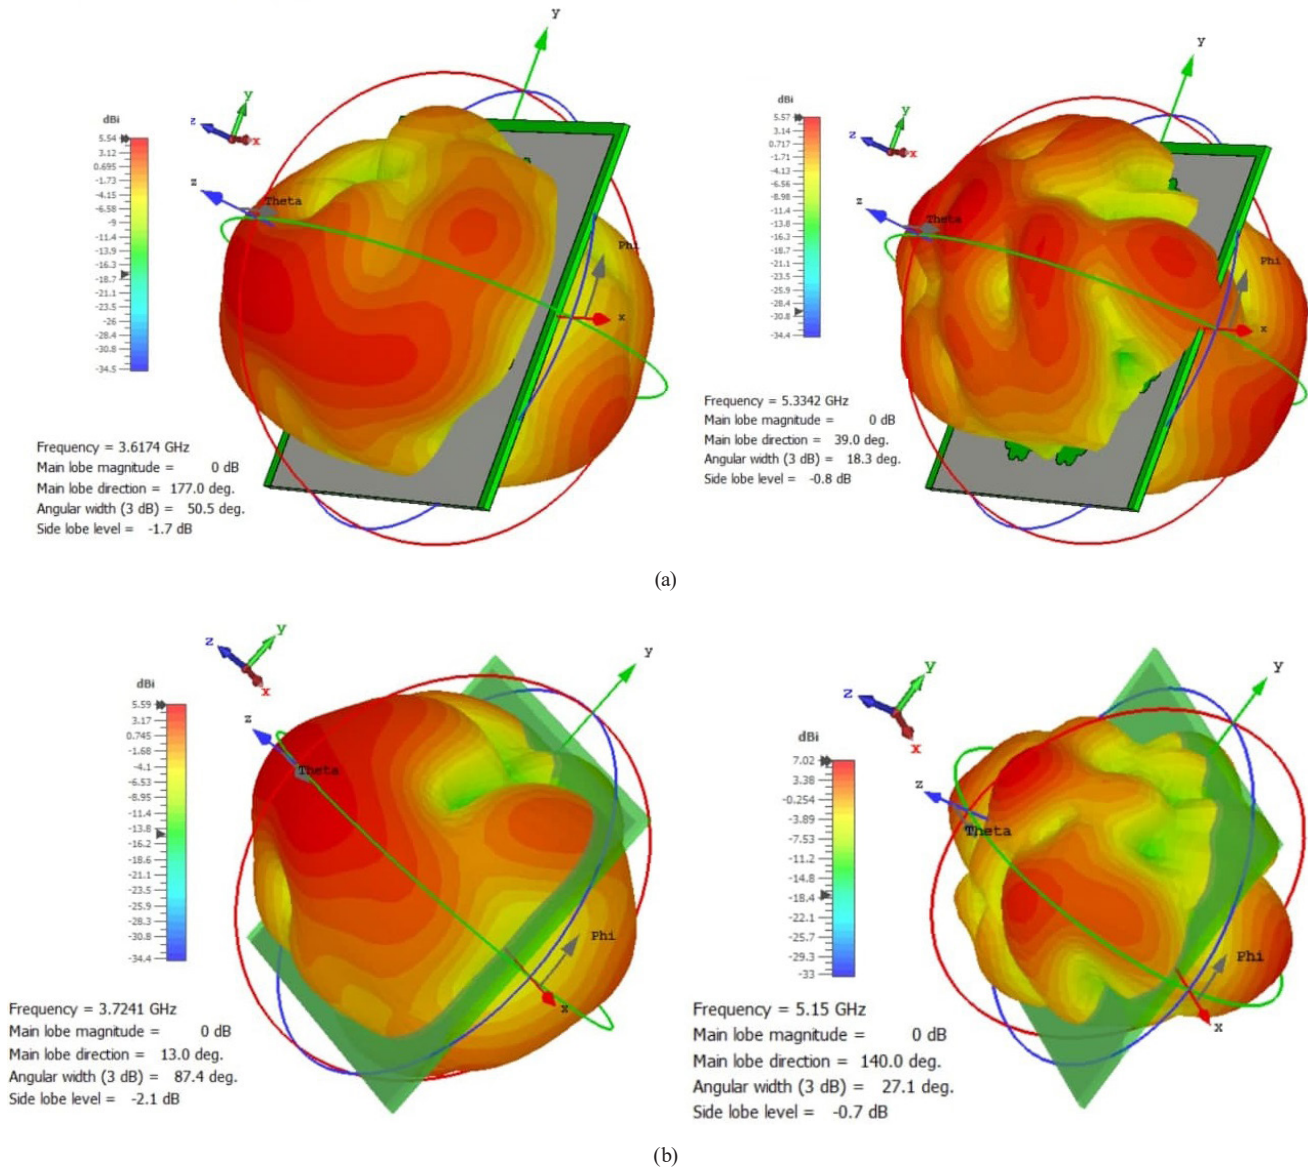 y
z
y
x
dBi
5.54
3.12
0.695
-1.73
-4.15
-6.58
-9
-11.4
-13.9
-16.3
-18.7
-21.1
-23.5
-26
-28.4
-30.8
-34.5
z
Theta
Phi
x
Frequency = 3.6174 GHz
Main lobe magnitude = 0 dB
Main lobe direction = 177.0 deg.
Angular width (3 dB) = 50.5 deg.
Side lobe level = -1.7 dB
y
z
y
x
dBi
5.57
3.14
0.717
-1.71
-4.13
-6.56
-8.98
-11.4
-13.8
-16.3
-18.7
-23.5
-25.9
-28.4
-30.8
-34.4
z
Theta
Phi
x
Frequency = 5.3342 GHz
Main lobe magnitude = 0 dB
Main lobe direction = 39.0 deg.
Angular width (3 dB) = 18.3 deg.
Side lobe level = -0.8 dB
(a)
z
y
x
y
dBi
5.59
3.17
0.745
-1.68
-4.1
-6.53
-8.95
-11.4
-13.8
-16.2
-18.6
-21.1
-23.5
-25.9
-28.3
-30.8
-34.4
z
Theta
Phi
x
Frequency = 3.7241 GHz
Main lobe magnitude = 0 dB
Main lobe direction = 13.0 deg.
Angular width (3 dB) = 87.4 deg.
Side lobe level = -2.1 dB
y
z
x
y
dBi
7.02
3.38
-0.254
-3.89
-7.53
-11.2
-14.8
-18.4
-22.1
-25.7
-29.3
-33
z
Theta
Phi
x
Frequency = 5.15 GHz
Main lobe magnitude = 0 dB
Main lobe direction = 140.0 deg.
Angular width (3 dB) = 27.1 deg.
Side lobe level = -0.7 dB
(b)